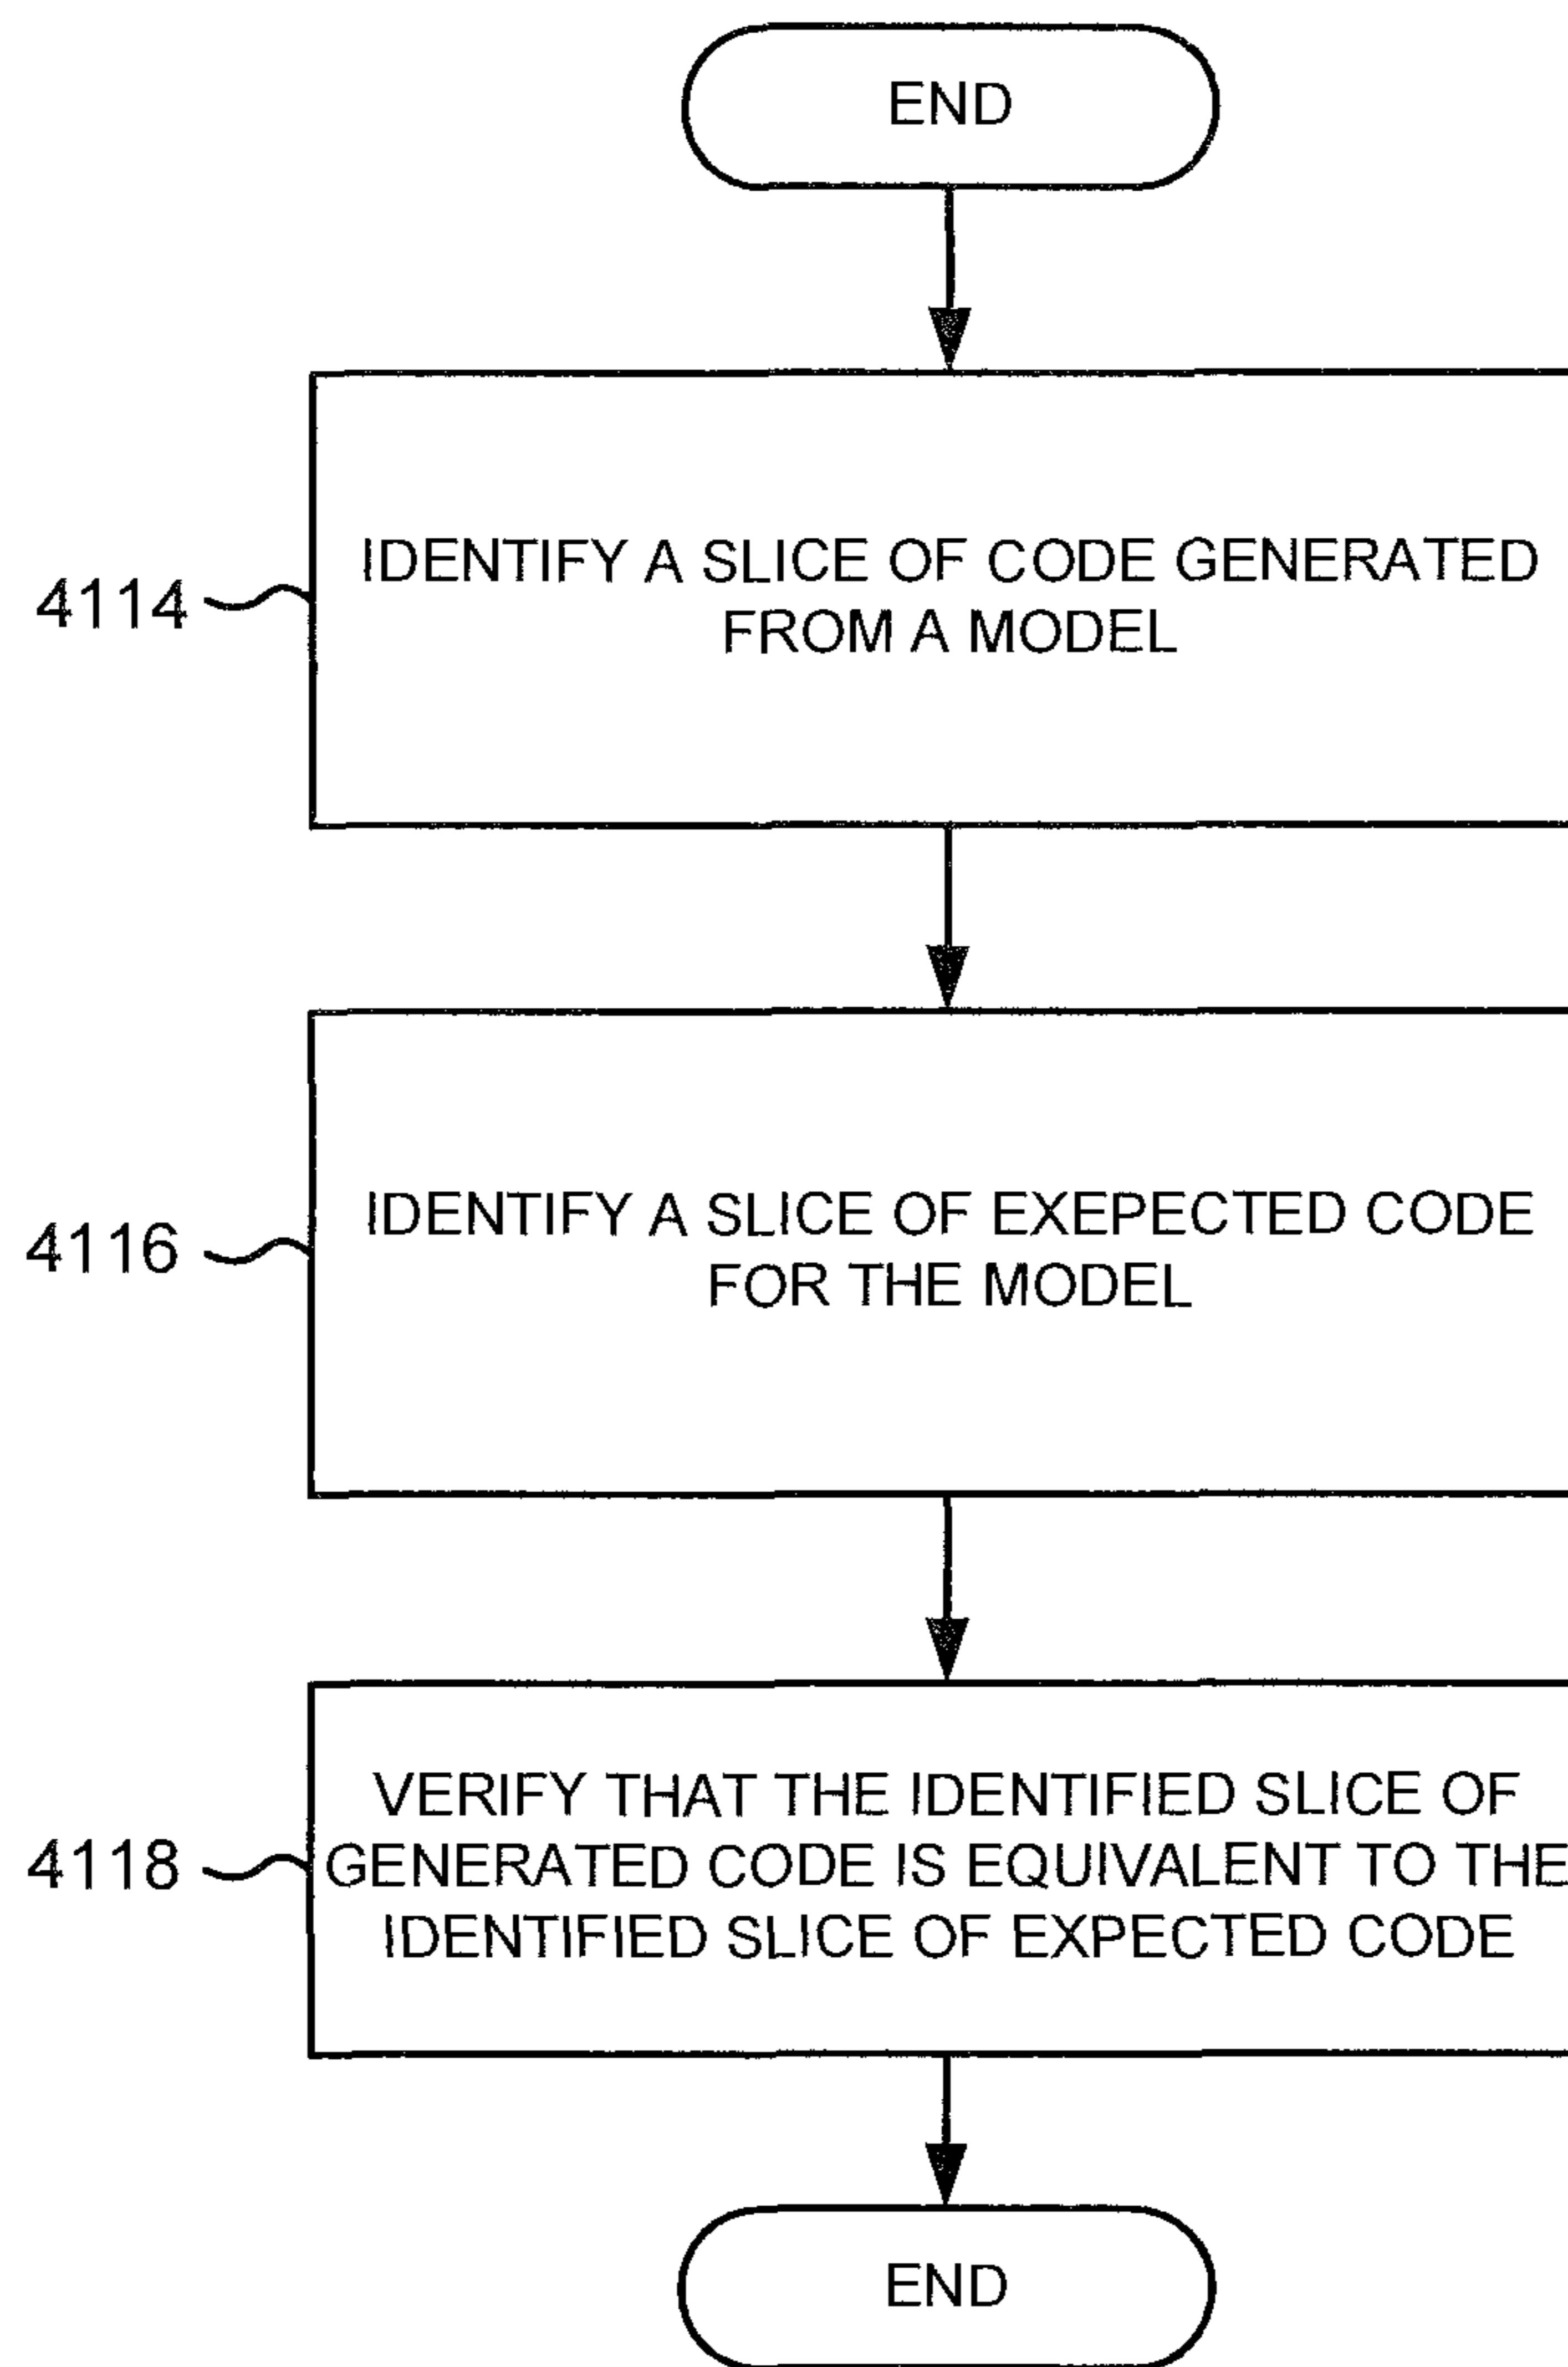 END
4114
IDENTIFY A SLICE OF CODE GENERATED
FROM A MODEL
4116
IDENTIFY A SLICE OF EXEPECTED CODE
FOR THE MODEL
4118
VERIFY THAT THE IDENTIFIED SLICE OF
GENERATED CODE IS EQUIVALENT TO THE
IDENTIFIED SLICE OF EXPECTED CODE
END